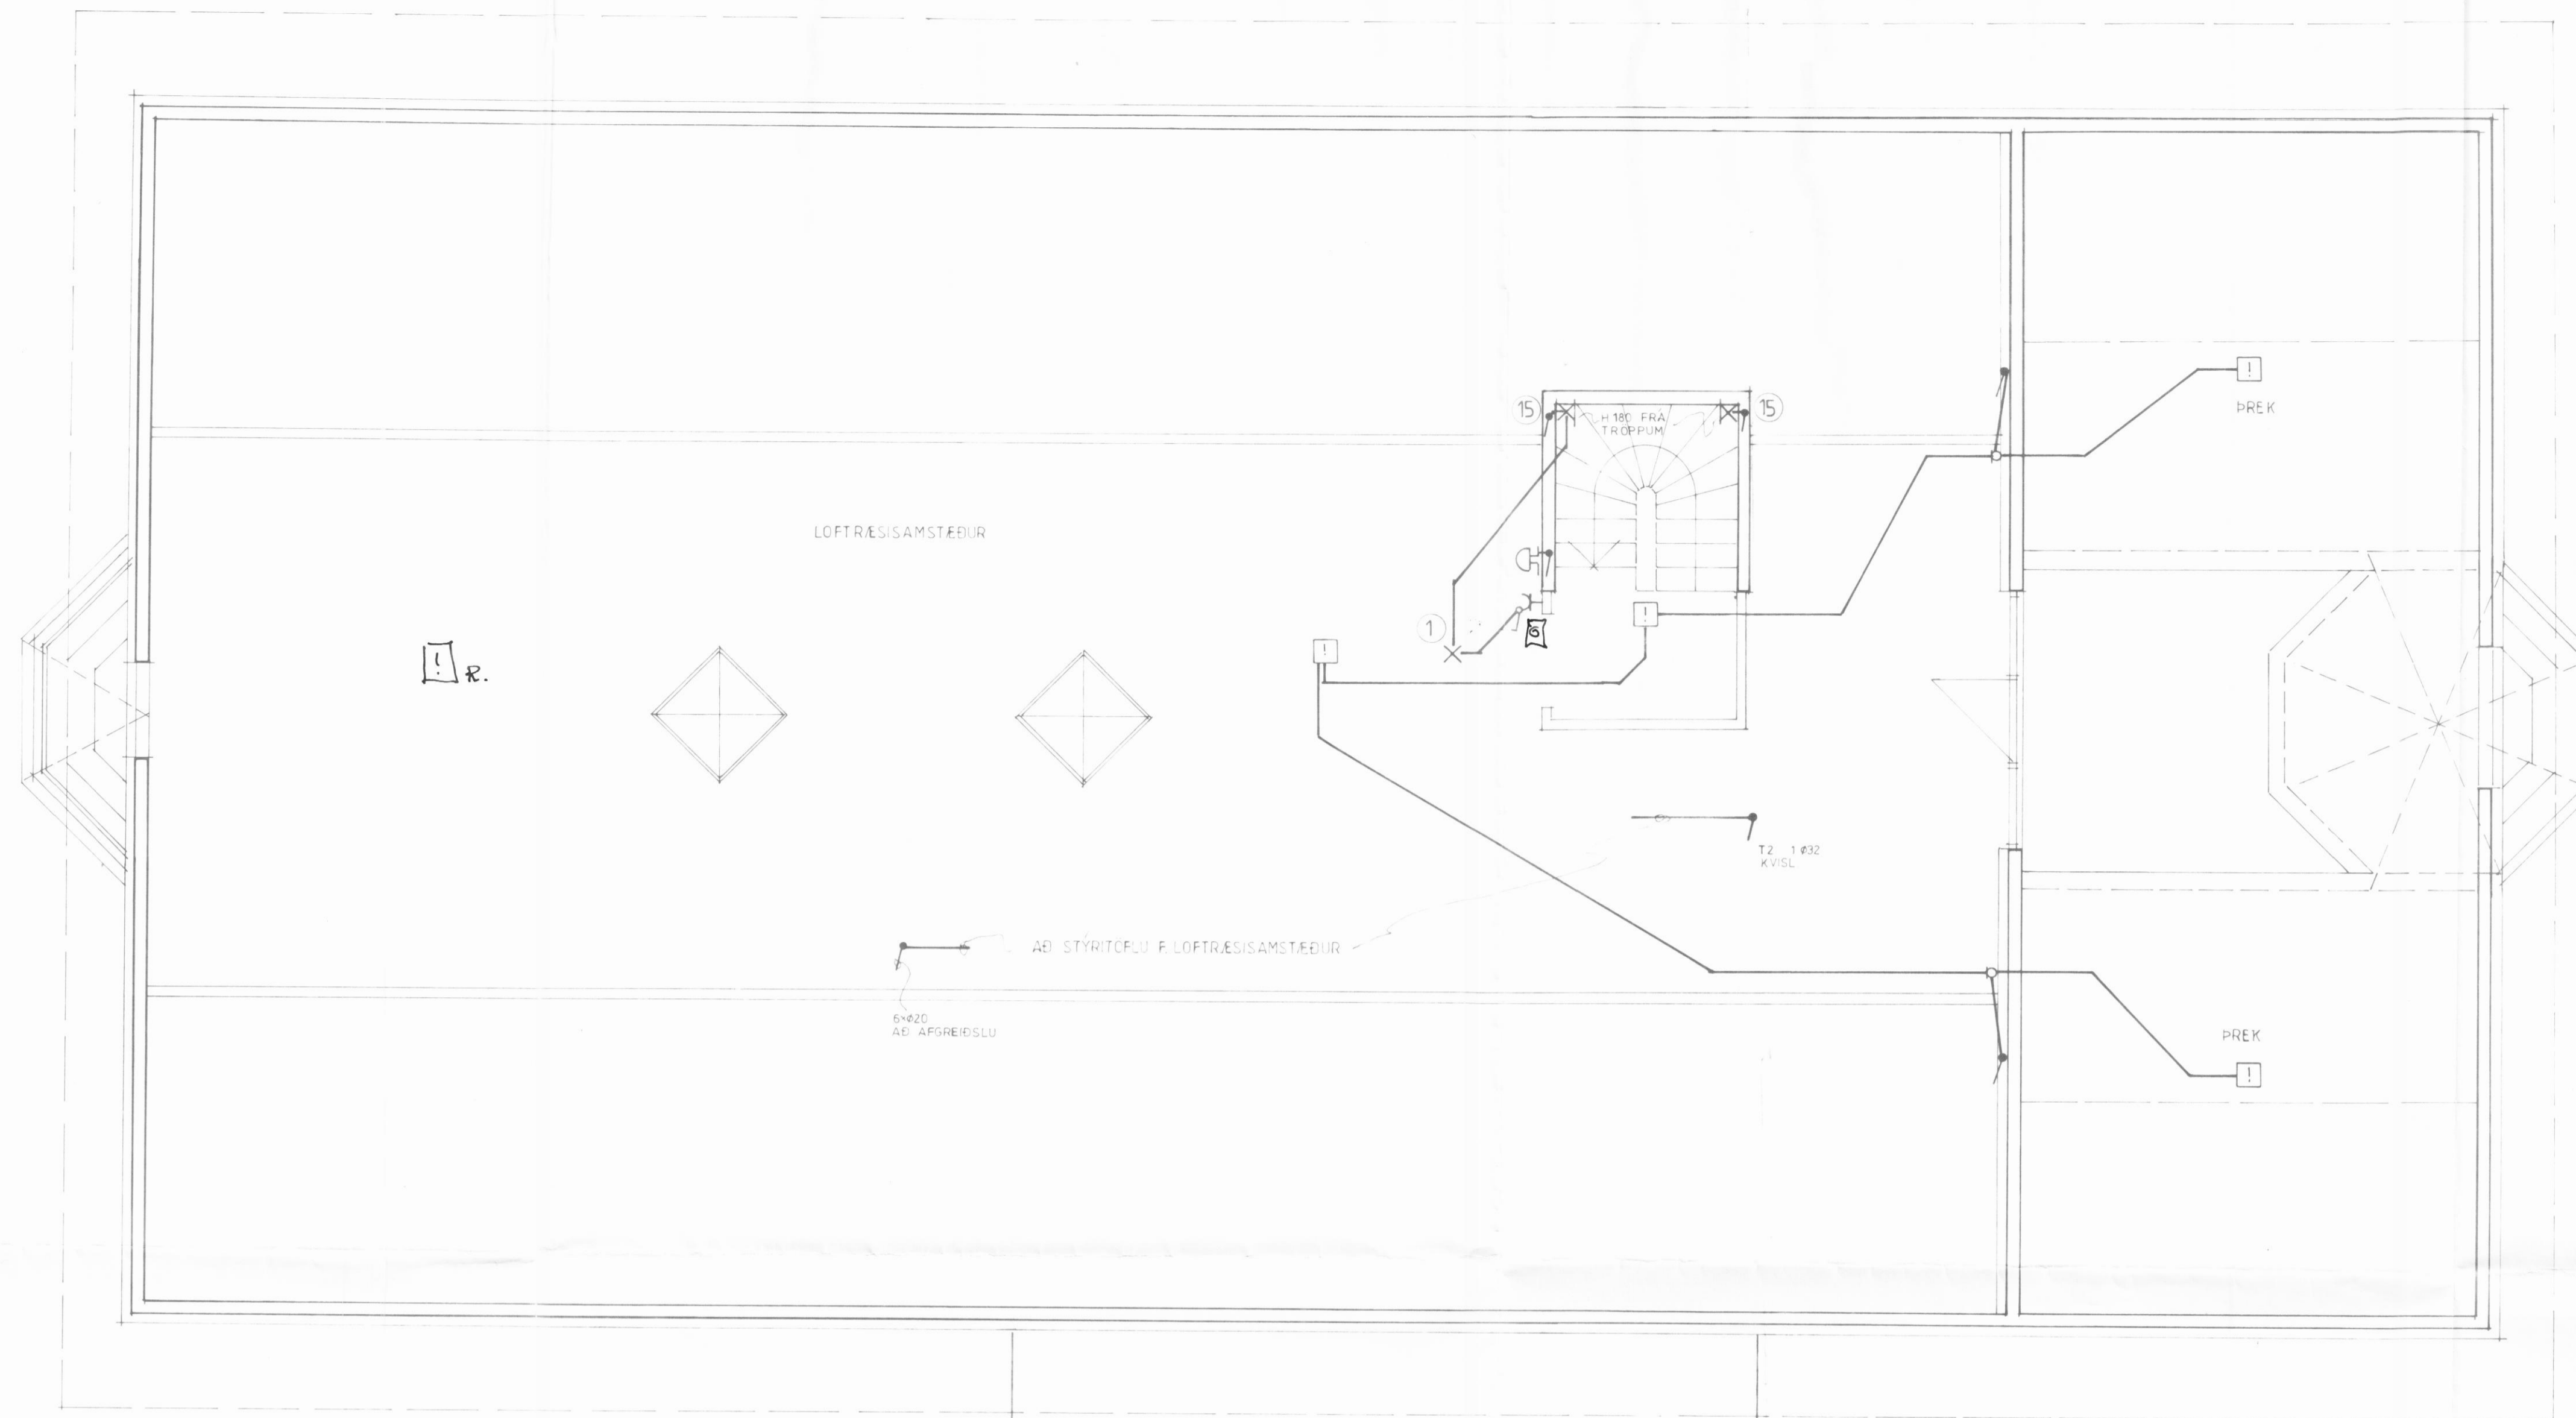 !
ÞREK
15
15
H 180 FRÁ
TRÖPPUM
LOFTRÆSISAMSTÆÐUR
!
1
!
! R.
T2 1 Ø32
KVÍSL
AÐ STÝRITÖFLU F. LOFTRÆSISAMSTÆÐUR
6×Ø20
AÐ AFGREIÐSLU
ÞREK
!